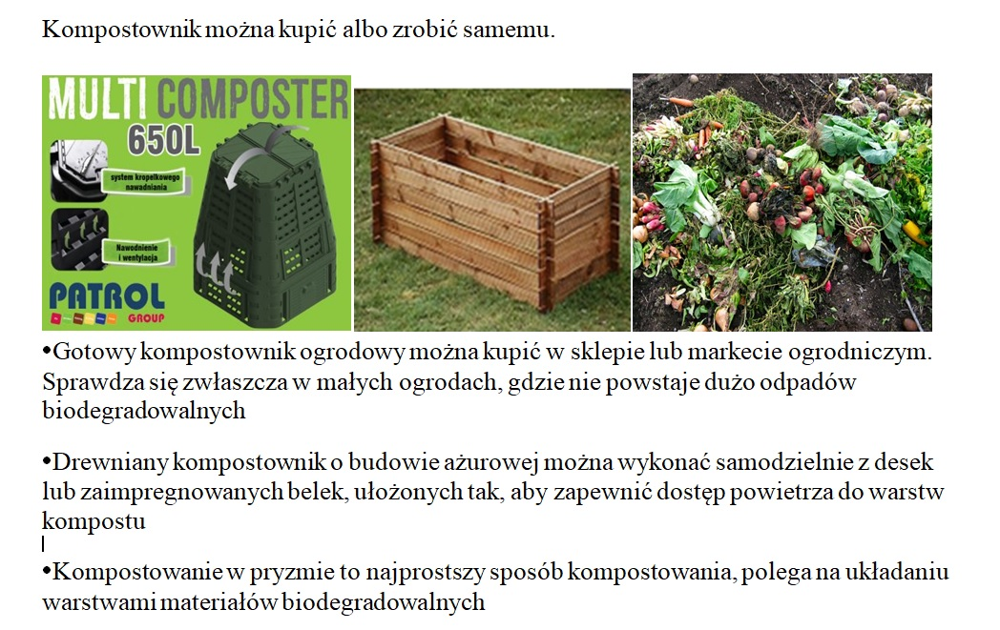 Kompostownik można kupić albo zrobić samemu.
MULTI COMPOSTER
650L
system kropelkowego
nawadniania
Nawodnienie
i wentylacja
PATROL
GROUP
•Gotowy kompostownik ogrodowy można kupić w sklepie lub markecie ogrodniczym.
Sprawdza się zwłaszcza w małych ogrodach, gdzie nie powstaje dużo odpadów
biodegradowalnych
•Drewniany kompostownik o budowie ażurowej można wykonać samodzielnie z desek
lub zaimpregnowanych belek, ułożonych tak, aby zapewnić dostęp powietrza do warstw
kompostu
•Kompostowanie w pryzmie to najprostszy sposób kompostowania, polega na układaniu
warstwami materiałów biodegradowalnych